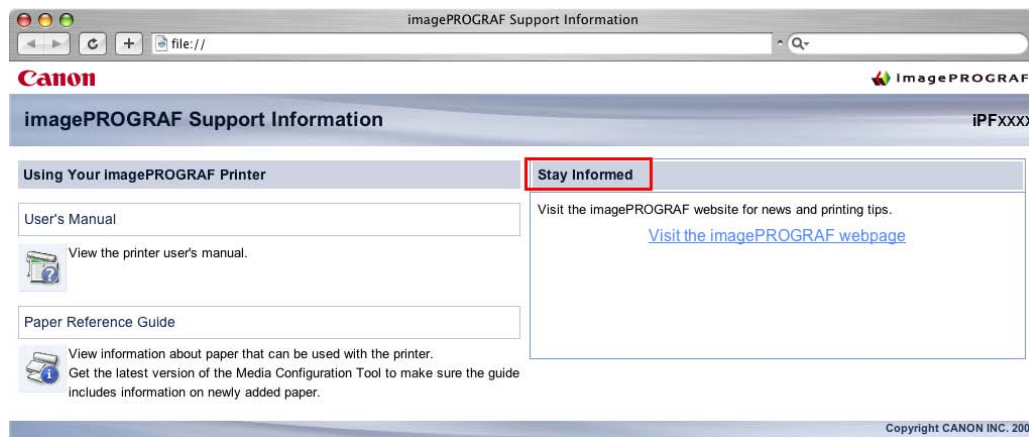 imagePROGRAF Support Information
file://
Q
Canon
imagePROGRAF
imagePROGRAF Support Information
iPFxxxx
Using Your imagePROGRAF Printer
User's Manual
View the printer user's manual.
Paper Reference Guide
View information about paper that can be used with the printer.
Get the latest version of the Media Configuration Tool to make sure the guide
includes information on newly added paper.
Stay Informed
Visit the imagePROGRAF website for news and printing tips.
Visit the imagePROGRAF webpage
Copyright CANON INC. 200